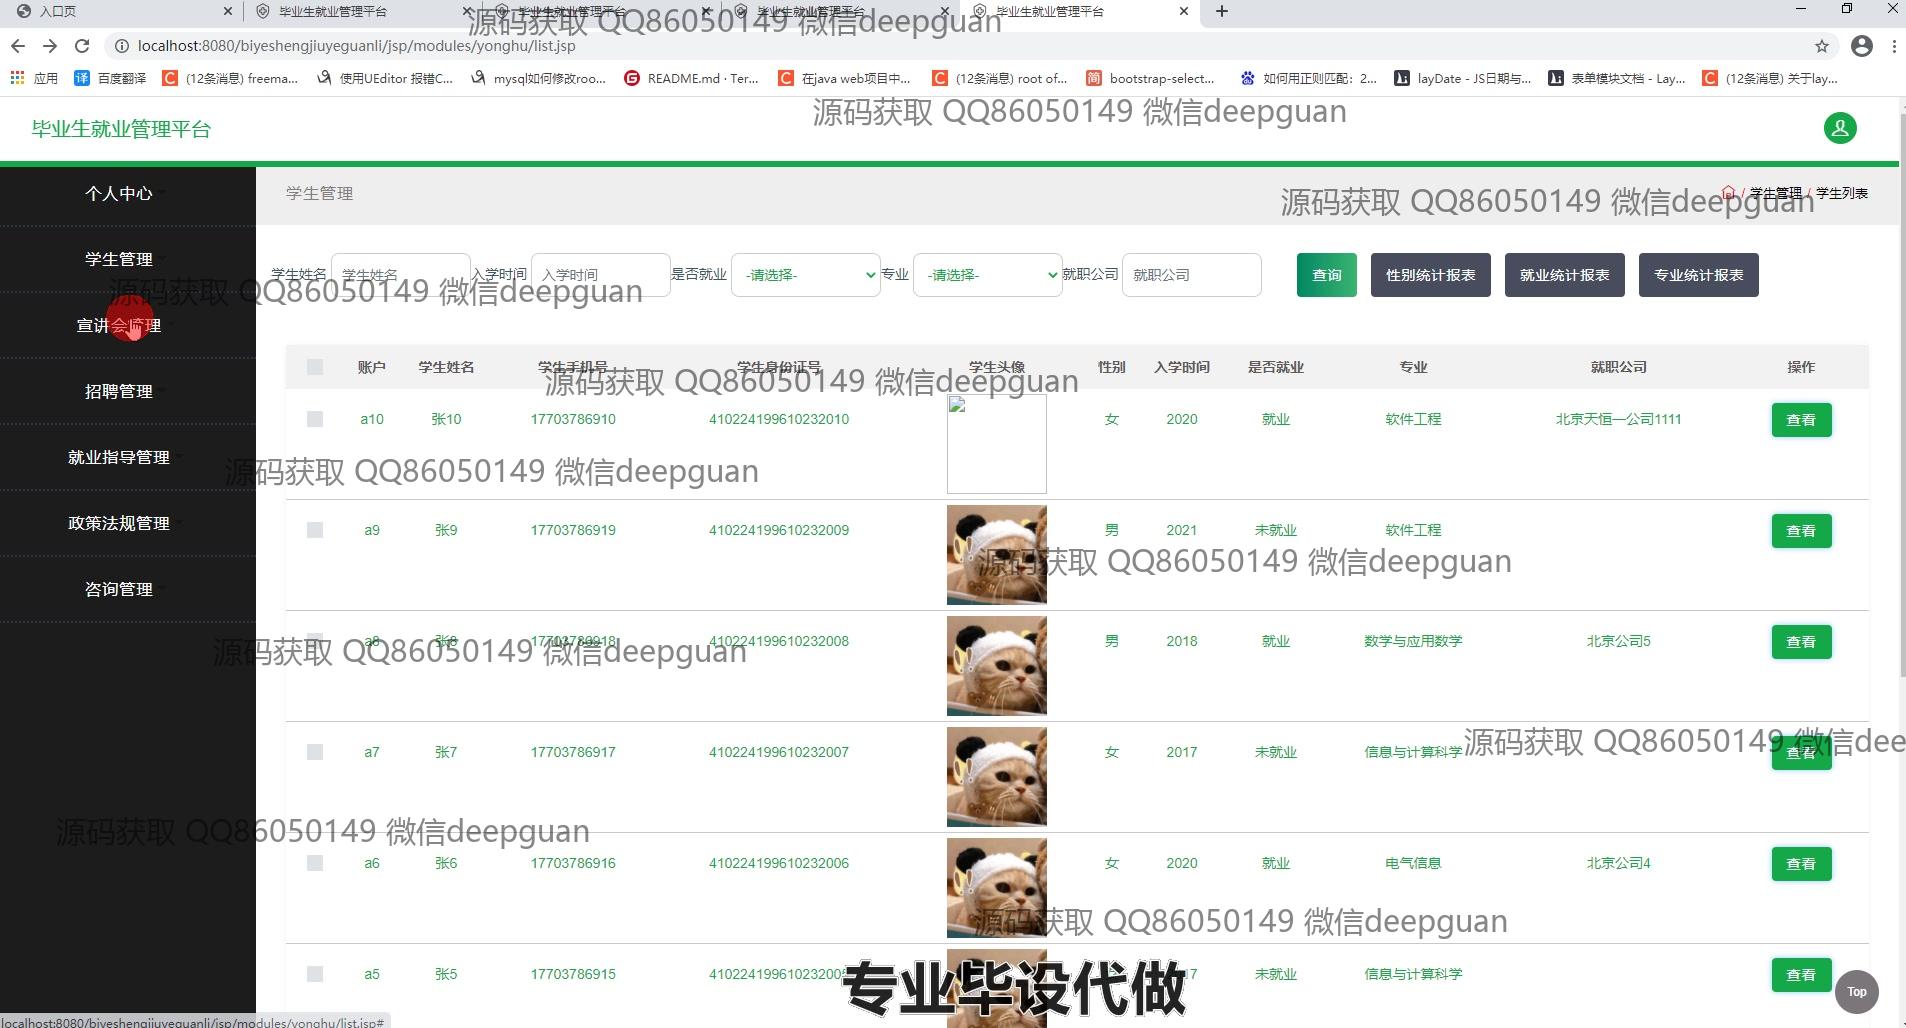 入口页
毕业生就业管理平台
毕业生就业管理平台
毕业生就业管理平台
毕业生就业管理平台
源码获取 QQ86050149 微信deepguan
localhost:8080/biyeshengjiuyeguanli/jsp/modules/yonghu/list.jsp
应用 百度翻译 (12条消息) freema... 使用UEditor 报错C... mysql如何修改roo... README.md · Ter... 在java web项目中... (12条消息) root of... bootstrap-select... 如何用正则匹配：2... layDate - JS日期与... 表单模块文档 - Lay... (12条消息) 关于lay...
源码获取 QQ86050149 微信deepguan
毕业生就业管理平台
个人中心
学生管理
宣讲会管理
招聘管理
就业指导管理
政策法规管理
咨询管理
学生管理
/ 学生管理 / 学生列表
源码获取 QQ86050149 微信deepguan
学生姓名 学生姓名 入学时间 入学时间 是否就业 -请选择- 专业 -请选择- 就职公司 就职公司 查询 性别统计报表 就业统计报表 专业统计报表
源码获取 QQ86050149 微信deepguan
账户 学生姓名 学生手机号 学生身份证号 学生头像 性别 入学时间 是否就业 专业 就职公司 操作
源码获取 QQ86050149 微信deepguan
a10 张10 17703786910 410224199610232010 女 2020 就业 软件工程 北京天恒一公司1111 查看
源码获取 QQ86050149 微信deepguan
a9 张9 17703786919 410224199610232009 男 2021 未就业 软件工程 查看
源码获取 QQ86050149 微信deepguan
a8 张8 17703786918 410224199610232008 男 2018 就业 数学与应用数学 北京公司5 查看
源码获取 QQ86050149 微信deepguan
a7 张7 17703786917 410224199610232007 女 2017 未就业 信息与计算科学 查看
源码获取 QQ86050149 微信dee
源码获取 QQ86050149 微信deepguan
a6 张6 17703786916 410224199610232006 女 2020 就业 电气信息 北京公司4 查看
源码获取 QQ86050149 微信deepguan
a5 张5 17703786915 未就业 信息与计算科学 查看
专业毕设代做
Top
localhost:8080/biyeshengjiuyeguanli/jsp/modules/yonghu/list.jsp#